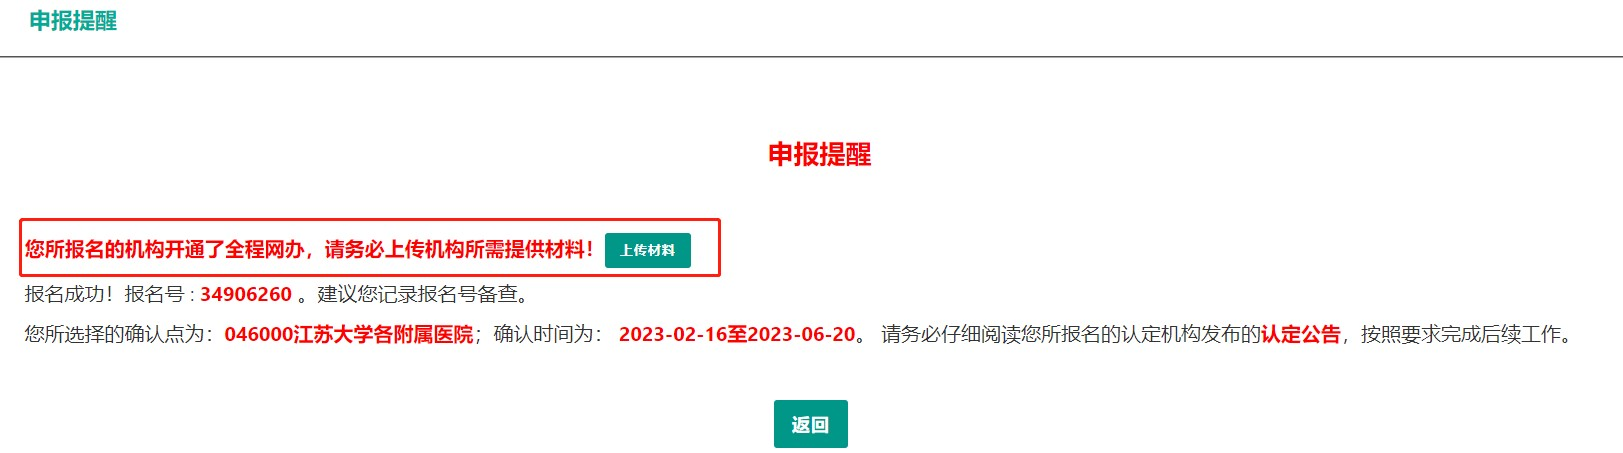 申报提醒
申报提醒
您所报名的机构开通了全程网办，请务必上传机构所需提供材料！ 上传材料
报名成功！报名号 : 34906260 。建议您记录报名号备查。
您所选择的确认点为：046000江苏大学各附属医院；确认时间为： 2023-02-16至2023-06-20。 请务必仔细阅读您所报名的认定机构发布的认定公告，按照要求完成后续工作。
返回